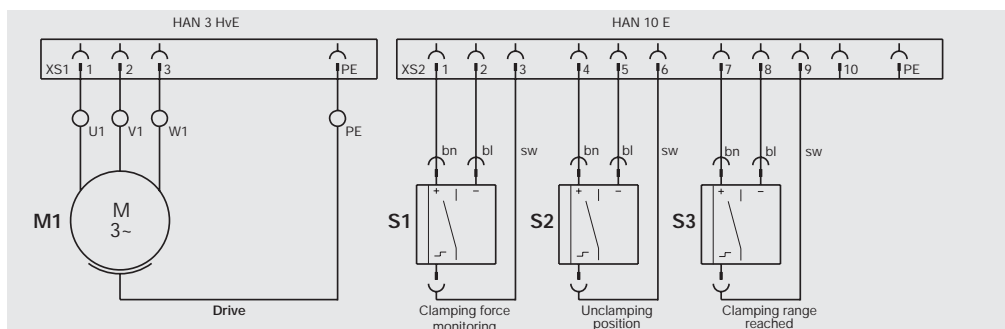 HAN 3 HvE HAN 10 E
XS1 1 2 3 PE XS2 1 2 3 4 5 6 7 8 9 10 PE
U1 V1 W1 PE
bn bl sw bn bl sw bn bl sw
+ − + − + −
M1 M 3~ S1 S2 S3
Drive Clamping force monitoring Unclamping position Clamping range reached